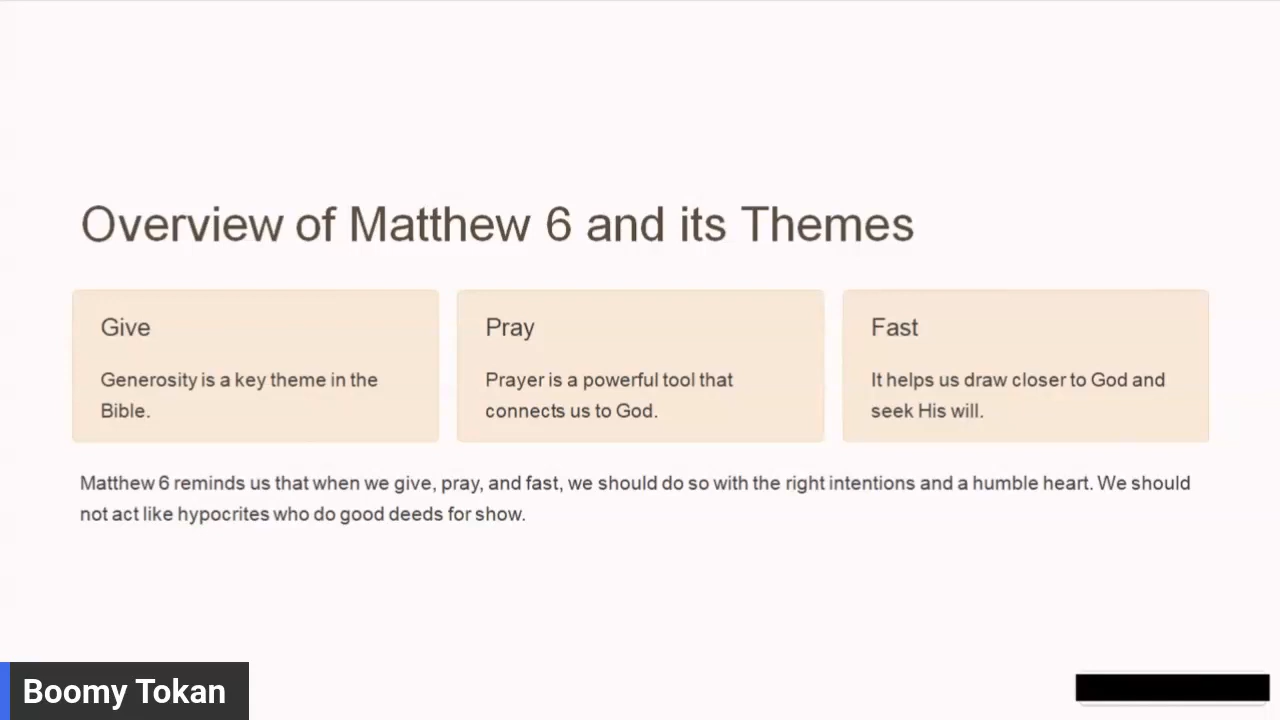 Overview of Matthew 6 and its Themes
Give
Generosity is a key theme in the
Bible.
Pray
Prayer is a powerful tool that
connects us to God.
Fast
It helps us draw closer to God and
seek His will.
Matthew 6 reminds us that when we give, pray, and fast, we should do so with the right intentions and a humble heart. We should
not act like hypocrites who do good deeds for show.
Boomy Tokan